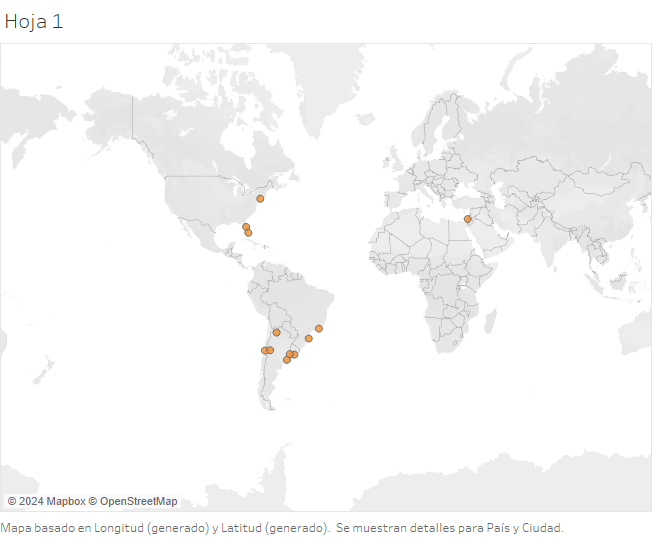 Hoja 1
© 2024 Mapbox © OpenStreetMap
Mapa basado en Longitud (generado) y Latitud (generado). Se muestran detalles para País y Ciudad.